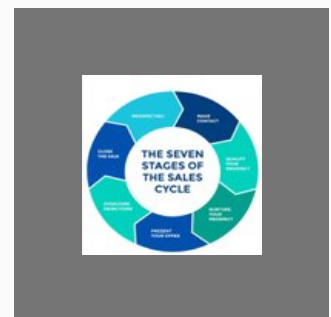 PROSPECTING
MAKE
CONTACT
QUALIFY
YOUR
PROSPECT
NURTURE
YOUR
PROSPECT
PRESENT
YOUR OFFER
OVERCOME
OBJECTIONS
CLOSE
THE SALE
THE SEVEN
STAGES OF
THE SALES
CYCLE